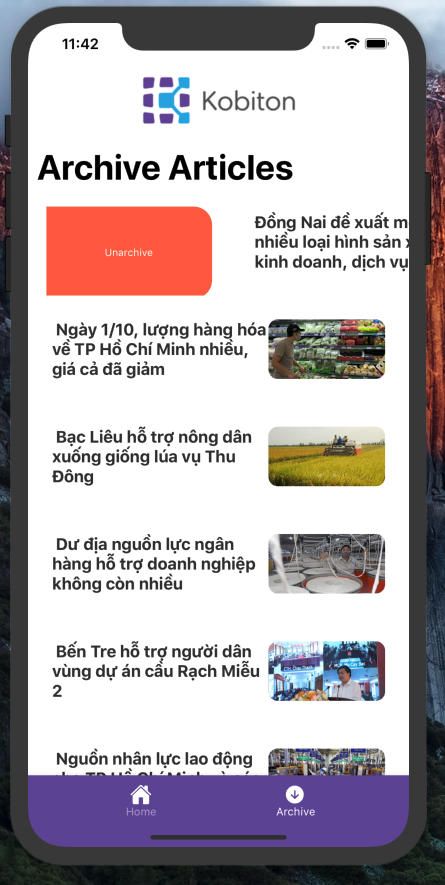 11:42
Kobiton
Archive Articles
Unarchive
Đồng Nai đề xuất m
nhiều loại hình sản
kinh doanh, dịch vụ
Ngày 1/10, lượng hàng hóa
về TP Hồ Chí Minh nhiều,
giá cả đã giảm
Bạc Liêu hỗ trợ nông dân
xuống giống lúa vụ Thu
Đông
Dư địa nguồn lực ngân
hàng hỗ trợ doanh nghiệp
không còn nhiều
Bến Tre hỗ trợ người dân
vùng dự án cầu Rạch Miễu
2
Nguồn nhân lực lao động
Home
Archive